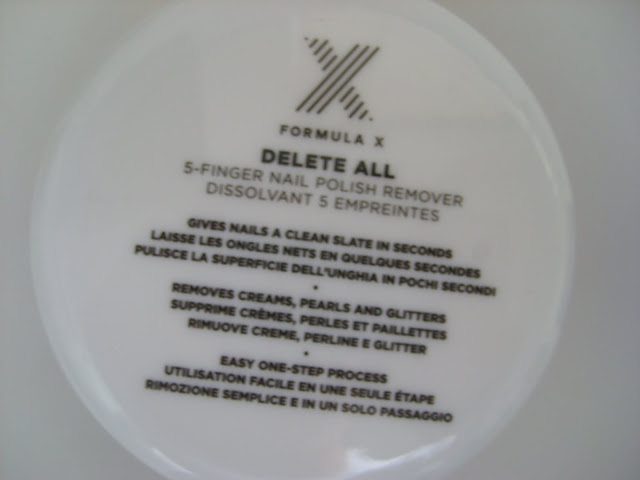 X
FORMULA X
DELETE ALL
5-FINGER NAIL POLISH REMOVER
DISSOLVANT 5 EMPREINTES
GIVES NAILS A CLEAN SLATE IN SECONDS
LAISSE LES ONGLES NETS EN QUELQUES SECONDES
PULISCE LA SUPERFICIE DELL'UNGHIA IN POCHI SECONDI
•
REMOVES CREAMS, PEARLS AND GLITTERS
SUPPRIME CRÈMES, PERLES ET PAILLETTES
RIMUOVE CREME, PERLINE E GLITTER
•
EASY ONE-STEP PROCESS
UTILISATION FACILE EN UNE SEULE ÉTAPE
RIMOZIONE SEMPLICE E IN UN SOLO PASSAGGIO